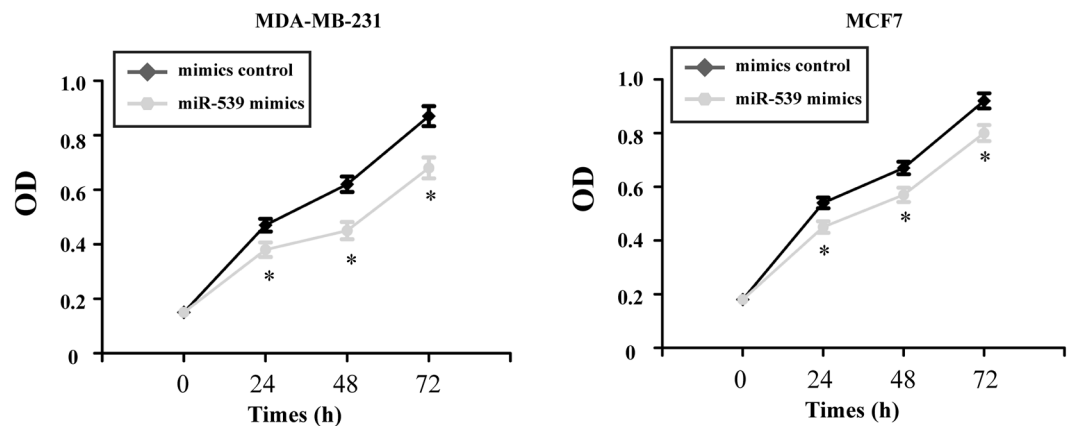 MDA-MB-231
mimics control
miR-539 mimics
1.0
0.8
0.6
0.4
0.2
0
OD
*
*
*
0 24 48 72
Times (h)
MCF7
mimics control
miR-539 mimics
1.0
0.8
0.6
0.4
0.2
0
OD
*
*
*
0 24 48 72
Times (h)